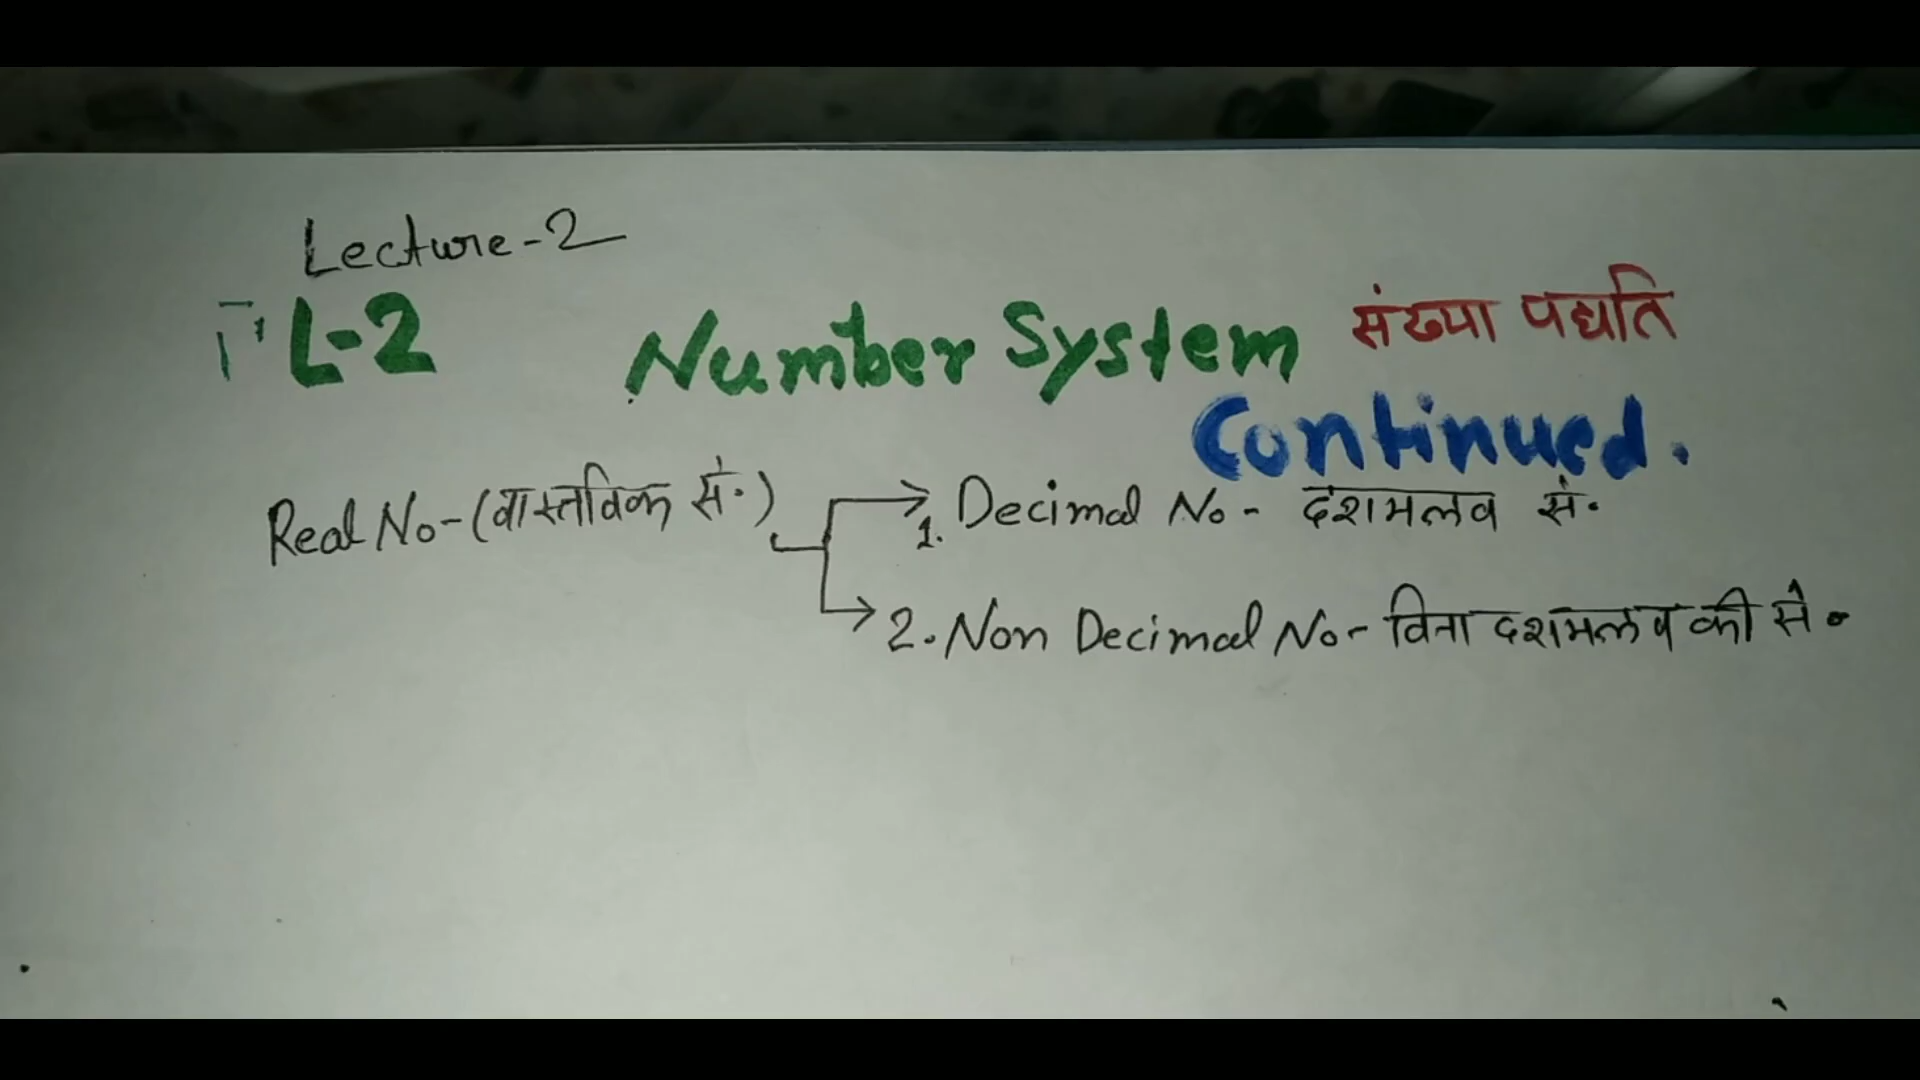 Lecture-2
L-2 Number System संख्या पद्यति
Continued.
Real No-(वास्तविक सं.) 1. Decimal No - दशमलव सं.
2. Non Decimal No- विना दशमलव की सं.